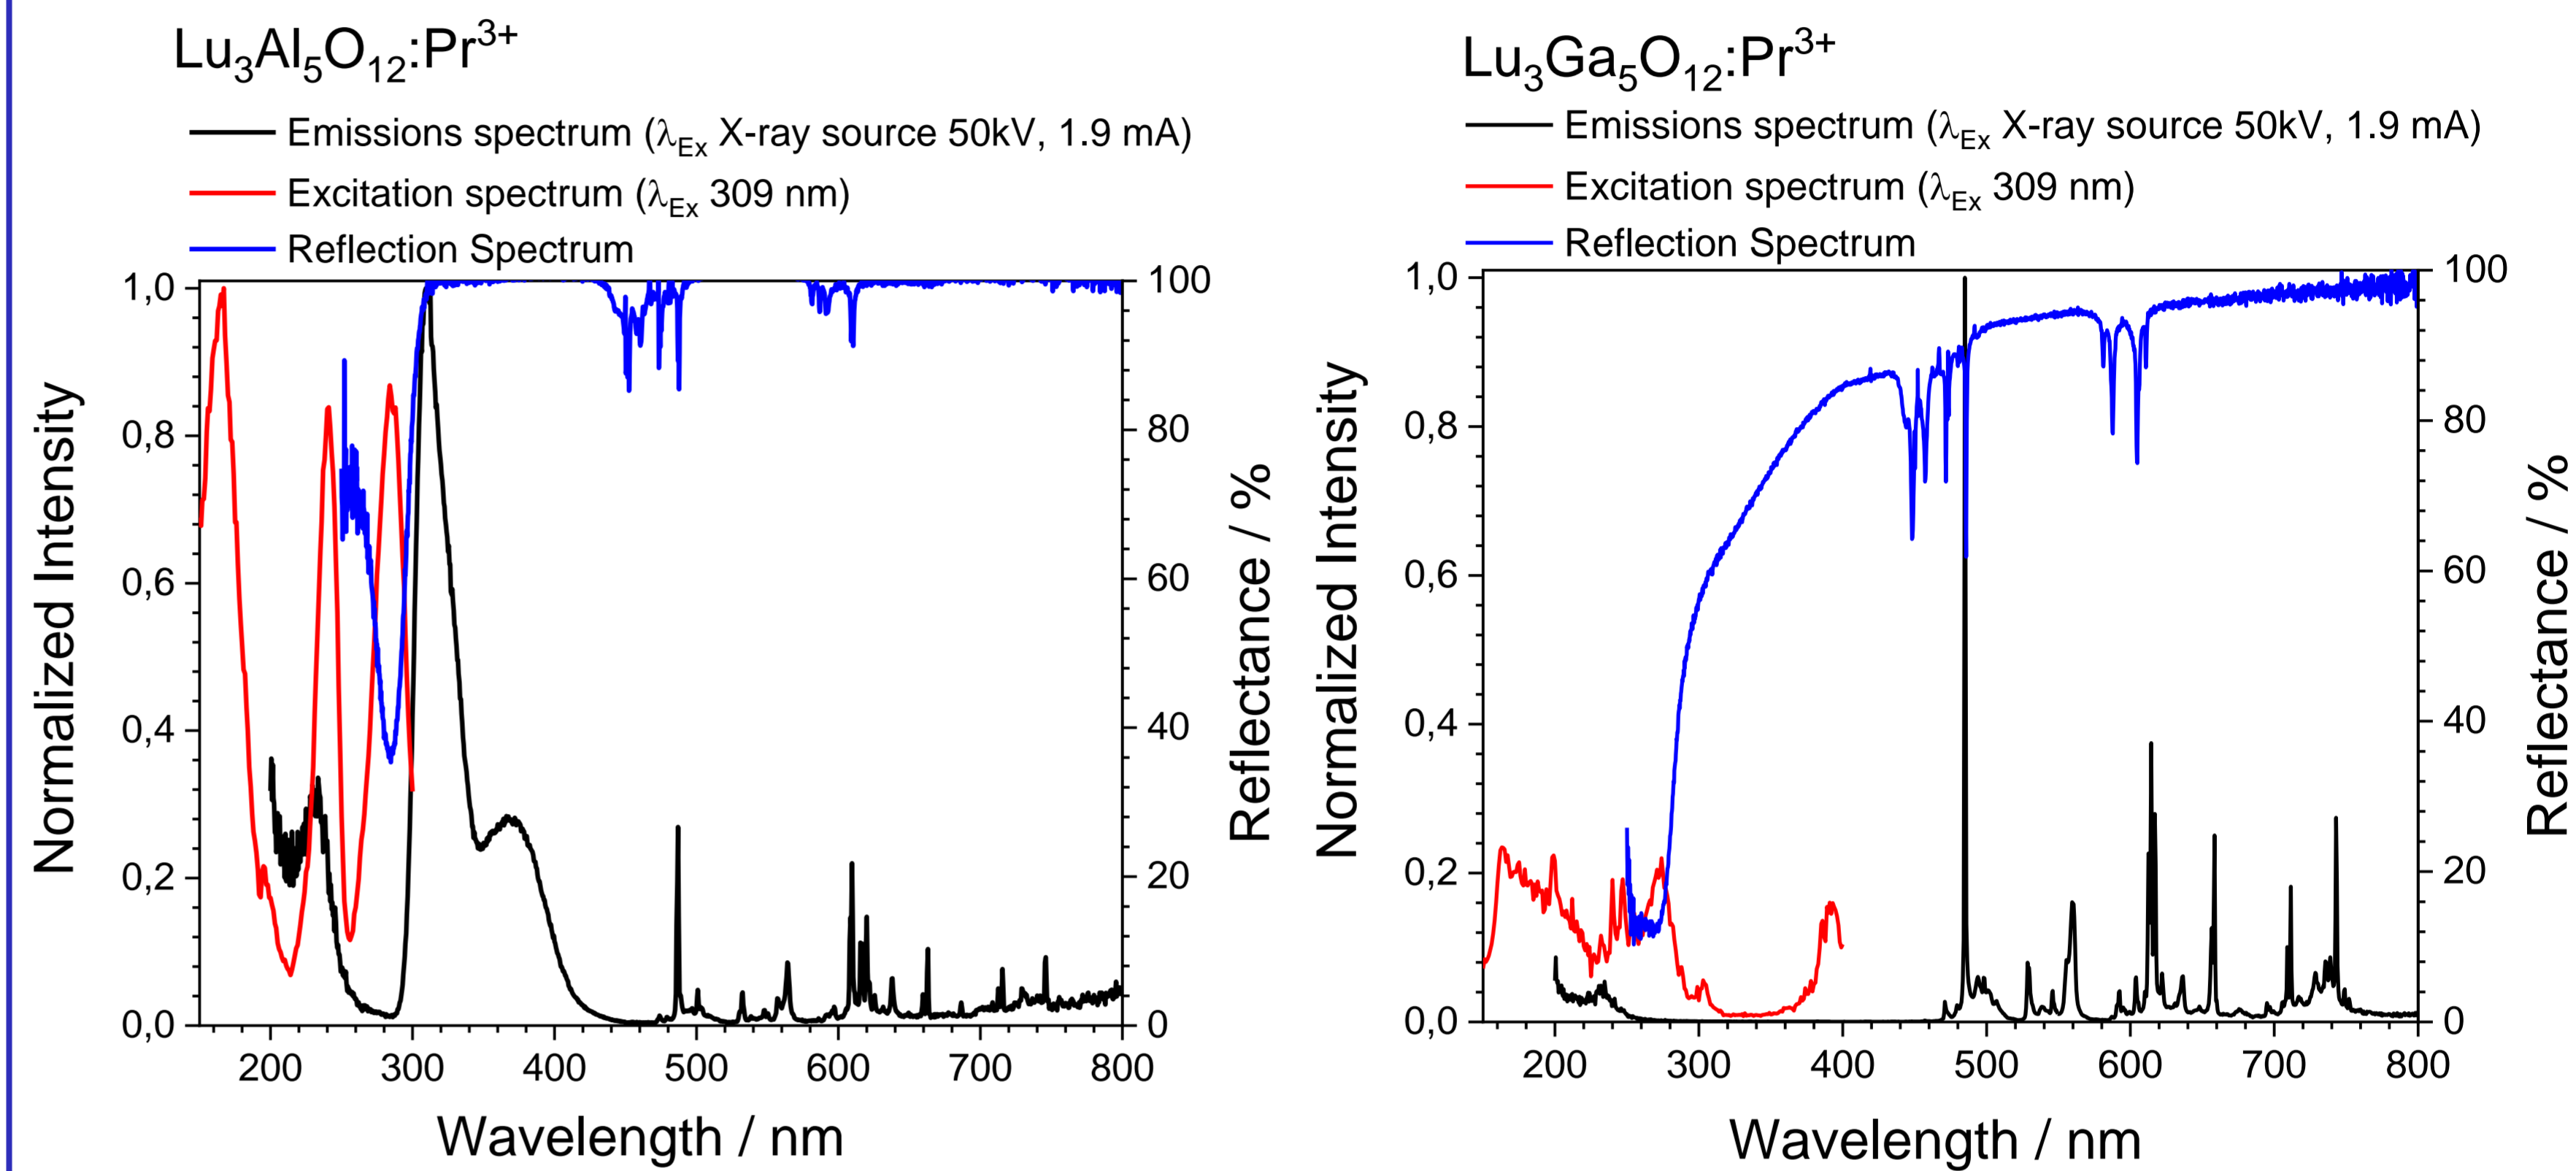 Lu3Al5O12:Pr3+
Emissions spectrum (λEx X-ray source 50kV, 1.9 mA)
Excitation spectrum (λEx 309 nm)
Reflection Spectrum
1,0
0,8
0,6
0,4
0,2
0,0
Normalized Intensity
100
80
60
40
20
0
Reflectance / %
200 300 400 500 600 700 800
Wavelength / nm
Lu3Ga5O12:Pr3+
Emissions spectrum (λEx X-ray source 50kV, 1.9 mA)
Excitation spectrum (λEx 309 nm)
Reflection Spectrum
1,0
0,8
0,6
0,4
0,2
0,0
Normalized Intensity
100
80
60
40
20
0
Reflectance / %
200 300 400 500 600 700 800
Wavelength / nm